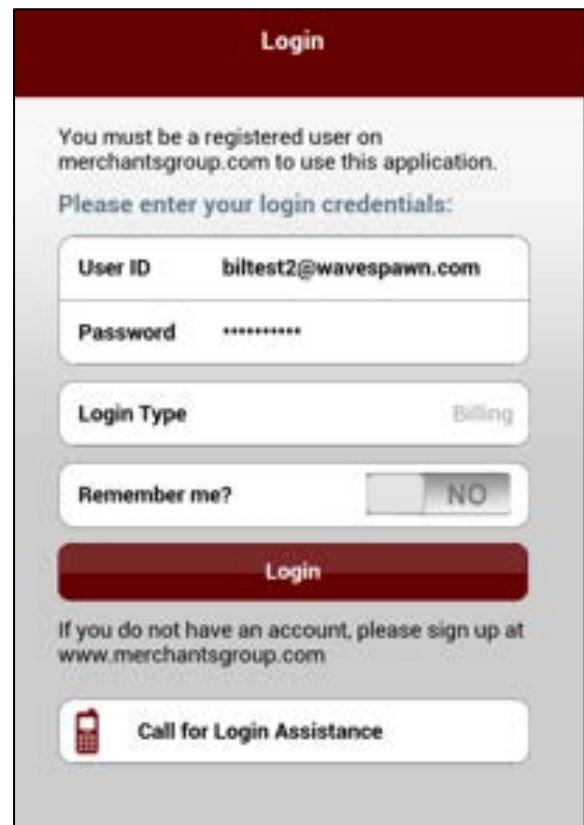 Login
You must be a registered user on
merchantsgroup.com to use this application.
Please enter your login credentials:
User ID biltest2@wavespawn.com
Password ••••••••••
Login Type Billing
Remember me? NO
Login
If you do not have an account, please sign up at
www.merchantsgroup.com
Call for Login Assistance